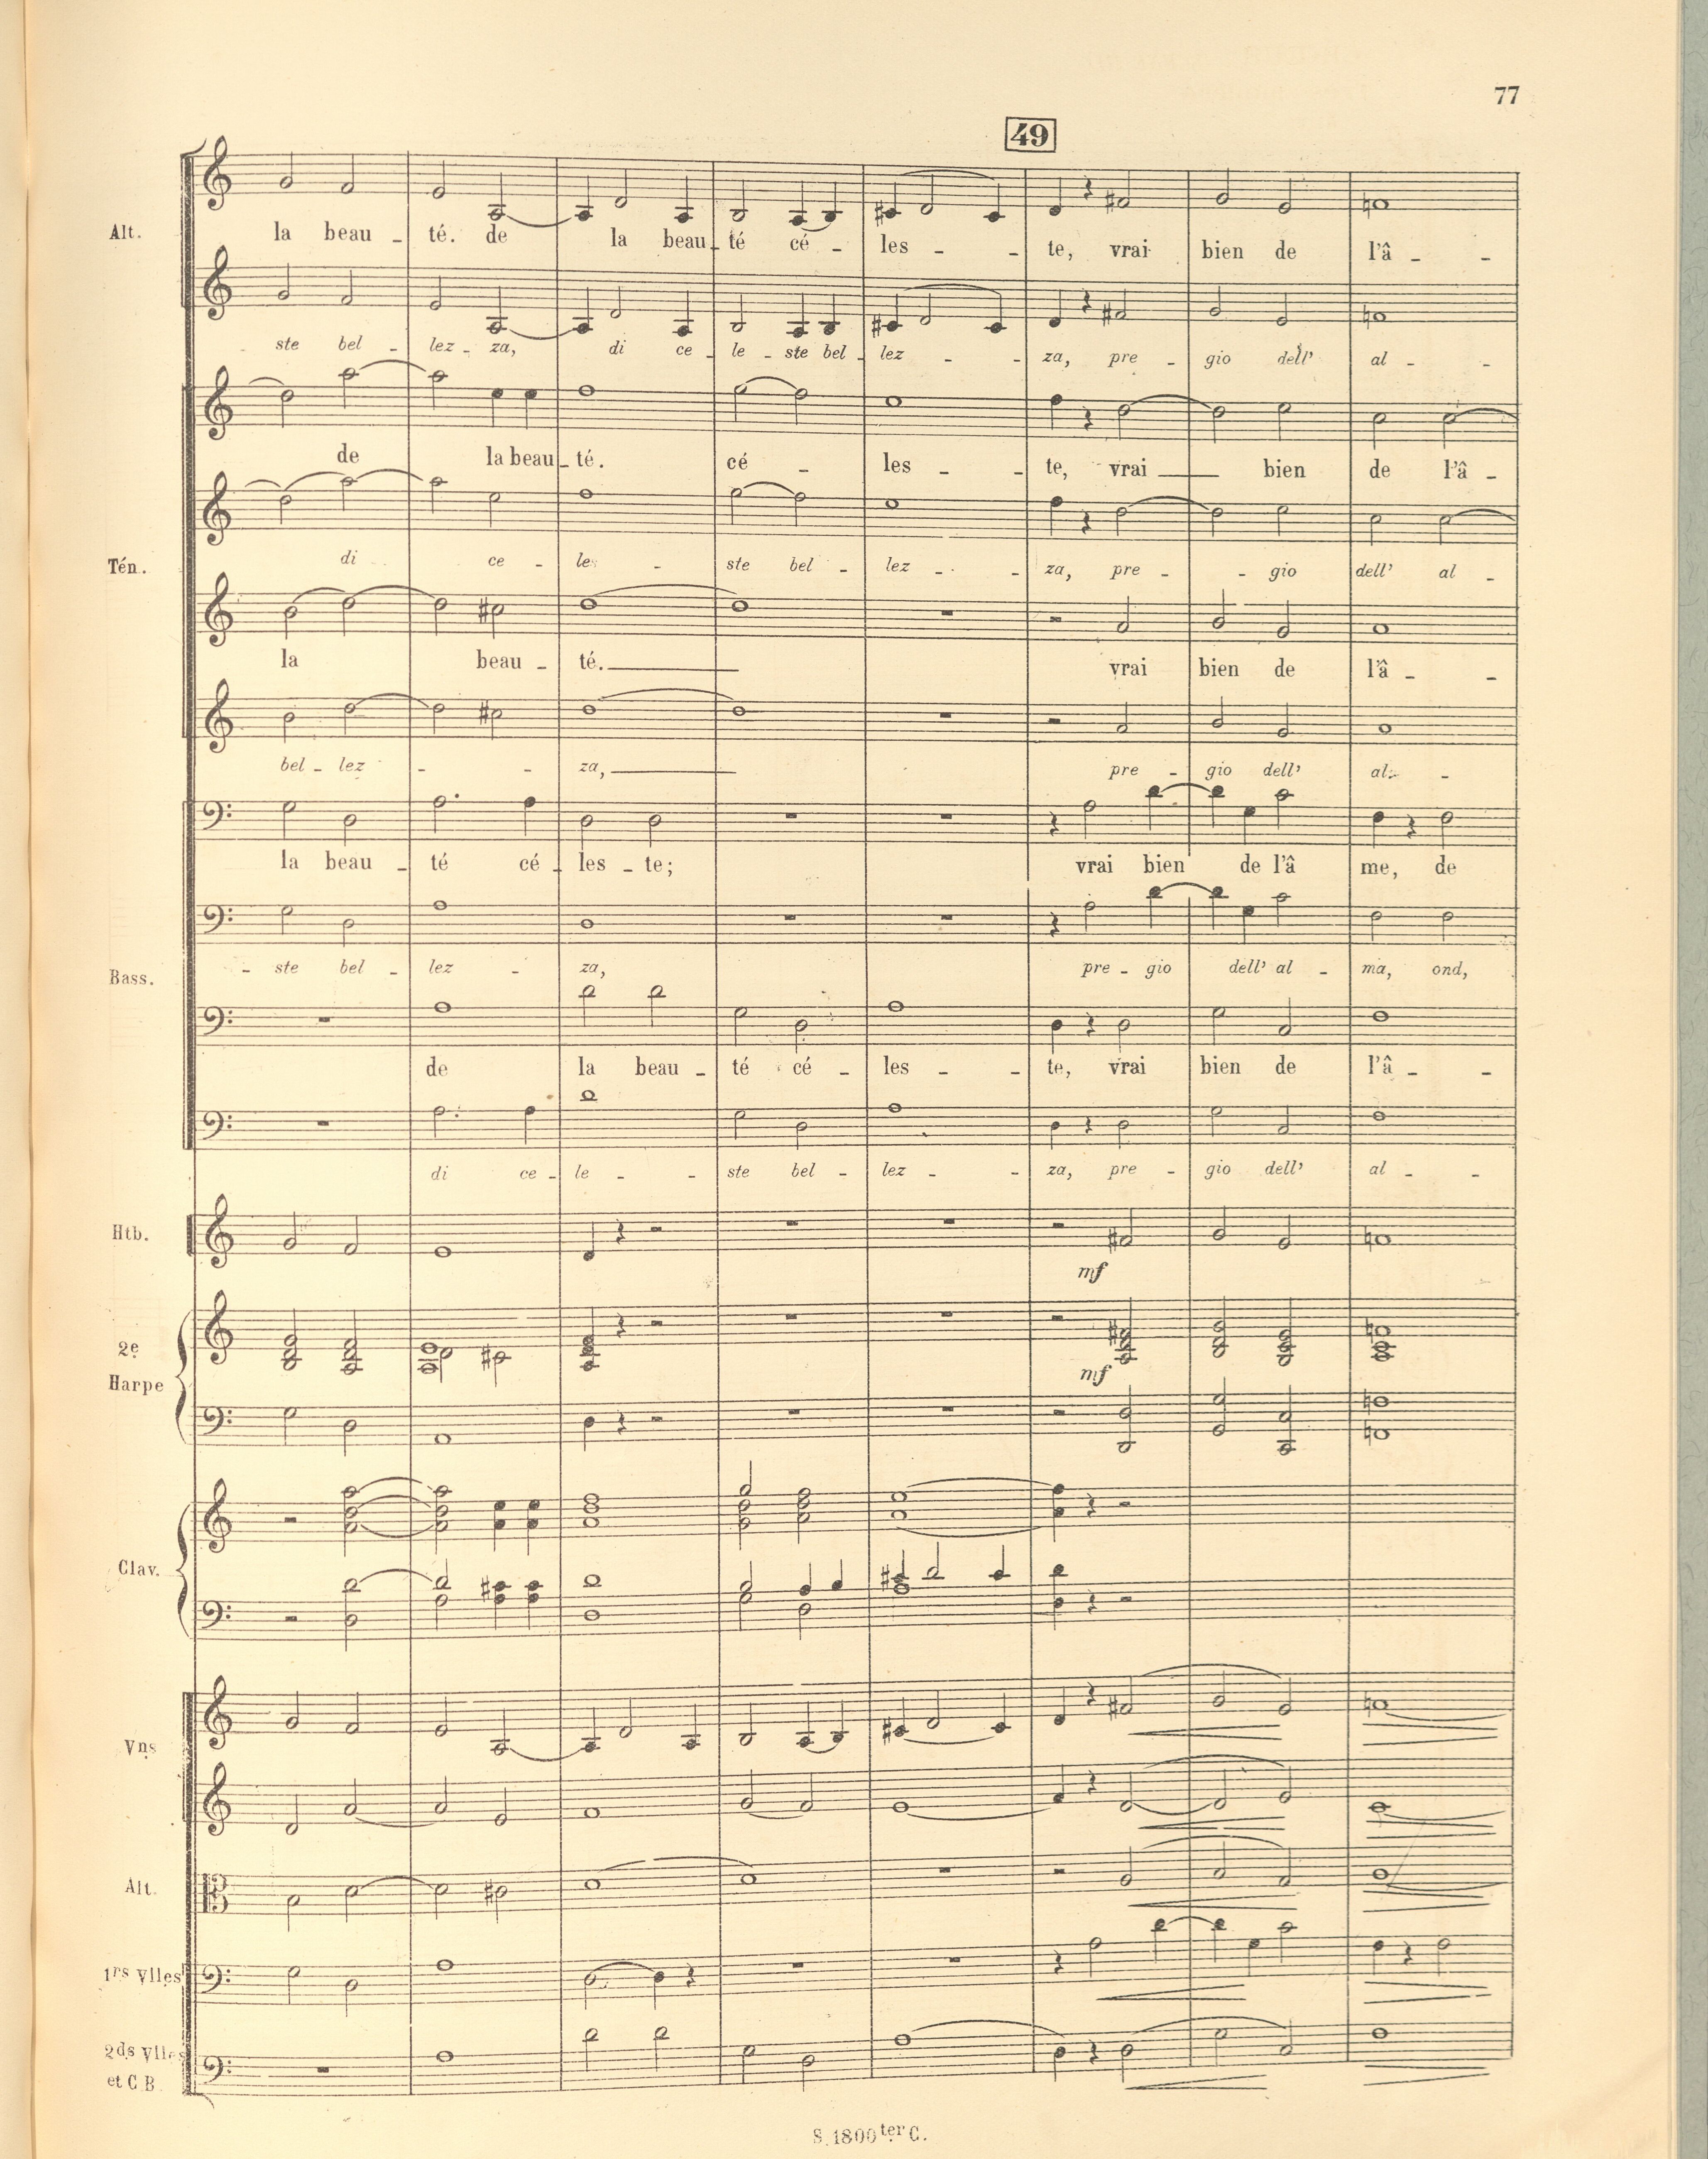 77
49
Alt.
la beau - té. de la beau - té cé - les - - te, vrai bien de l'â - -
- ste bel - lez - za, di ce - le - ste bel - lez - - za, pre - gio dell' al - -
de la beau - té. cé - les - - te, vrai bien de l'â -
Tén.
di ce - le - ste bel - lez - - za, pre - - gio dell' al -
la beau - té. vrai bien de l'â - -
bel - lez - - za, pre - gio dell' al - -
la beau - té cé - les - te; vrai bien de l'â me, de
Bass.
- ste bel - lez - za, pre - gio dell' al - ma, ond,
de la beau - té cé - les - - te, vrai bien de l'â - -
di ce - le - - ste bel - lez - - za, pre - gio dell' al - -
Htb.
mf
2e
Harpe
mf
Clav.
Vns
Alt.
1rs Vlles
2ds Vlles
et C B
S. 1800 ter C.